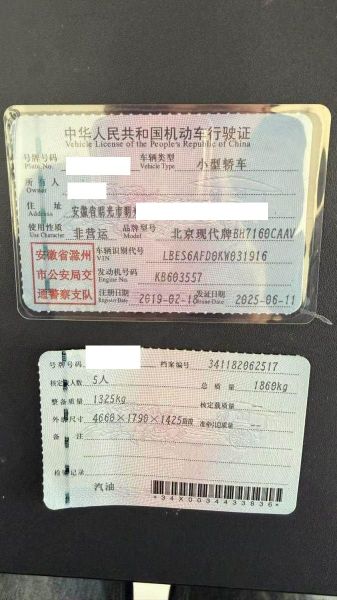 中华人民共和国机动车行驶证
Vehicle License of the People's Republic of China
号牌号码 Plate No. 车辆类型 Vehicle Type 小型轿车
所有人 Owner
住址 Address 安徽省明光市明
使用性质 Use Character 非营运 品牌型号 Model 北京现代牌BH7160CAAV
安徽省滁州市公安局交通警察支队
车辆识别代号 VIN LBES6AFD0KW031916
发动机号码 Engine No. KB603557
注册日期 Register Date 2019-02-18 发证日期 Issue Date 2025-06-11
号牌号码 档案编号 341182062517
核定载人数 5人 总质量 1860kg
整备质量 1325kg 核定载质量 --
外廓尺寸 4660×1790×1425 准牵引总质量 --
备注
检验记录
汽油
*34X0034433836*